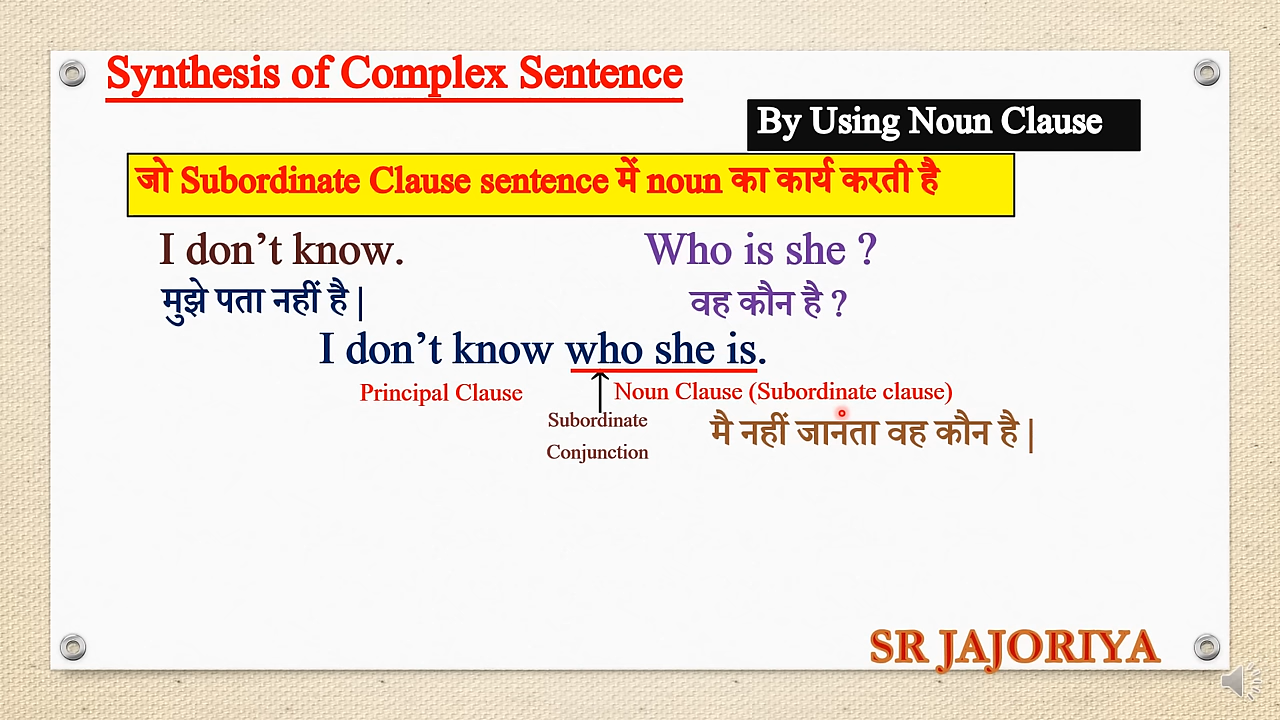 Synthesis of Complex Sentence
By Using Noun Clause
जो Subordinate Clause sentence में noun का कार्य करती है
I don't know.
Who is she ?
मुझे पता नहीं है |
वह कौन है ?
I don't know who she is.
Principal Clause
Noun Clause (Subordinate clause)
Subordinate
Conjunction
मै नहीं जानता वह कौन है |
SR JAJORIYA